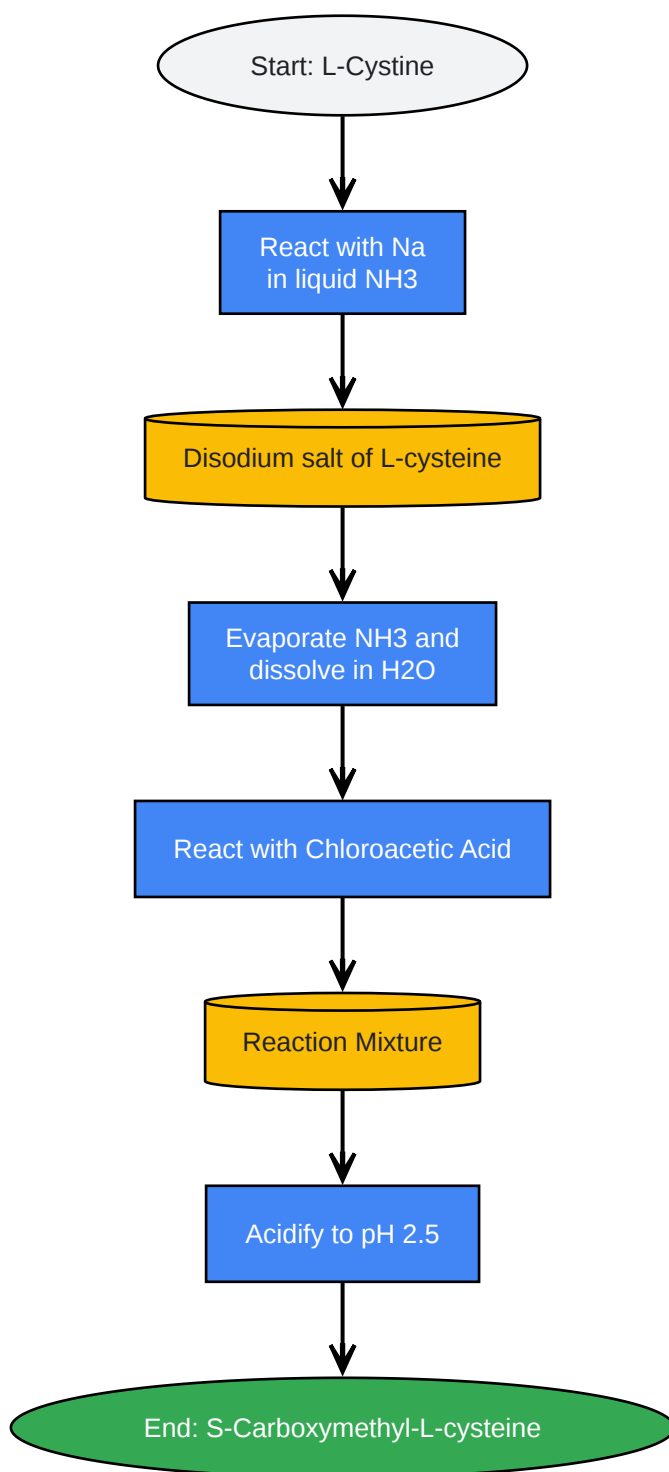 Start: L-Cystine
React with Na
in liquid NH3
Disodium salt of L-cysteine
Evaporate NH3 and
dissolve in H2O
React with Chloroacetic Acid
Reaction Mixture
Acidify to pH 2.5
End: S-Carboxymethyl-L-cysteine